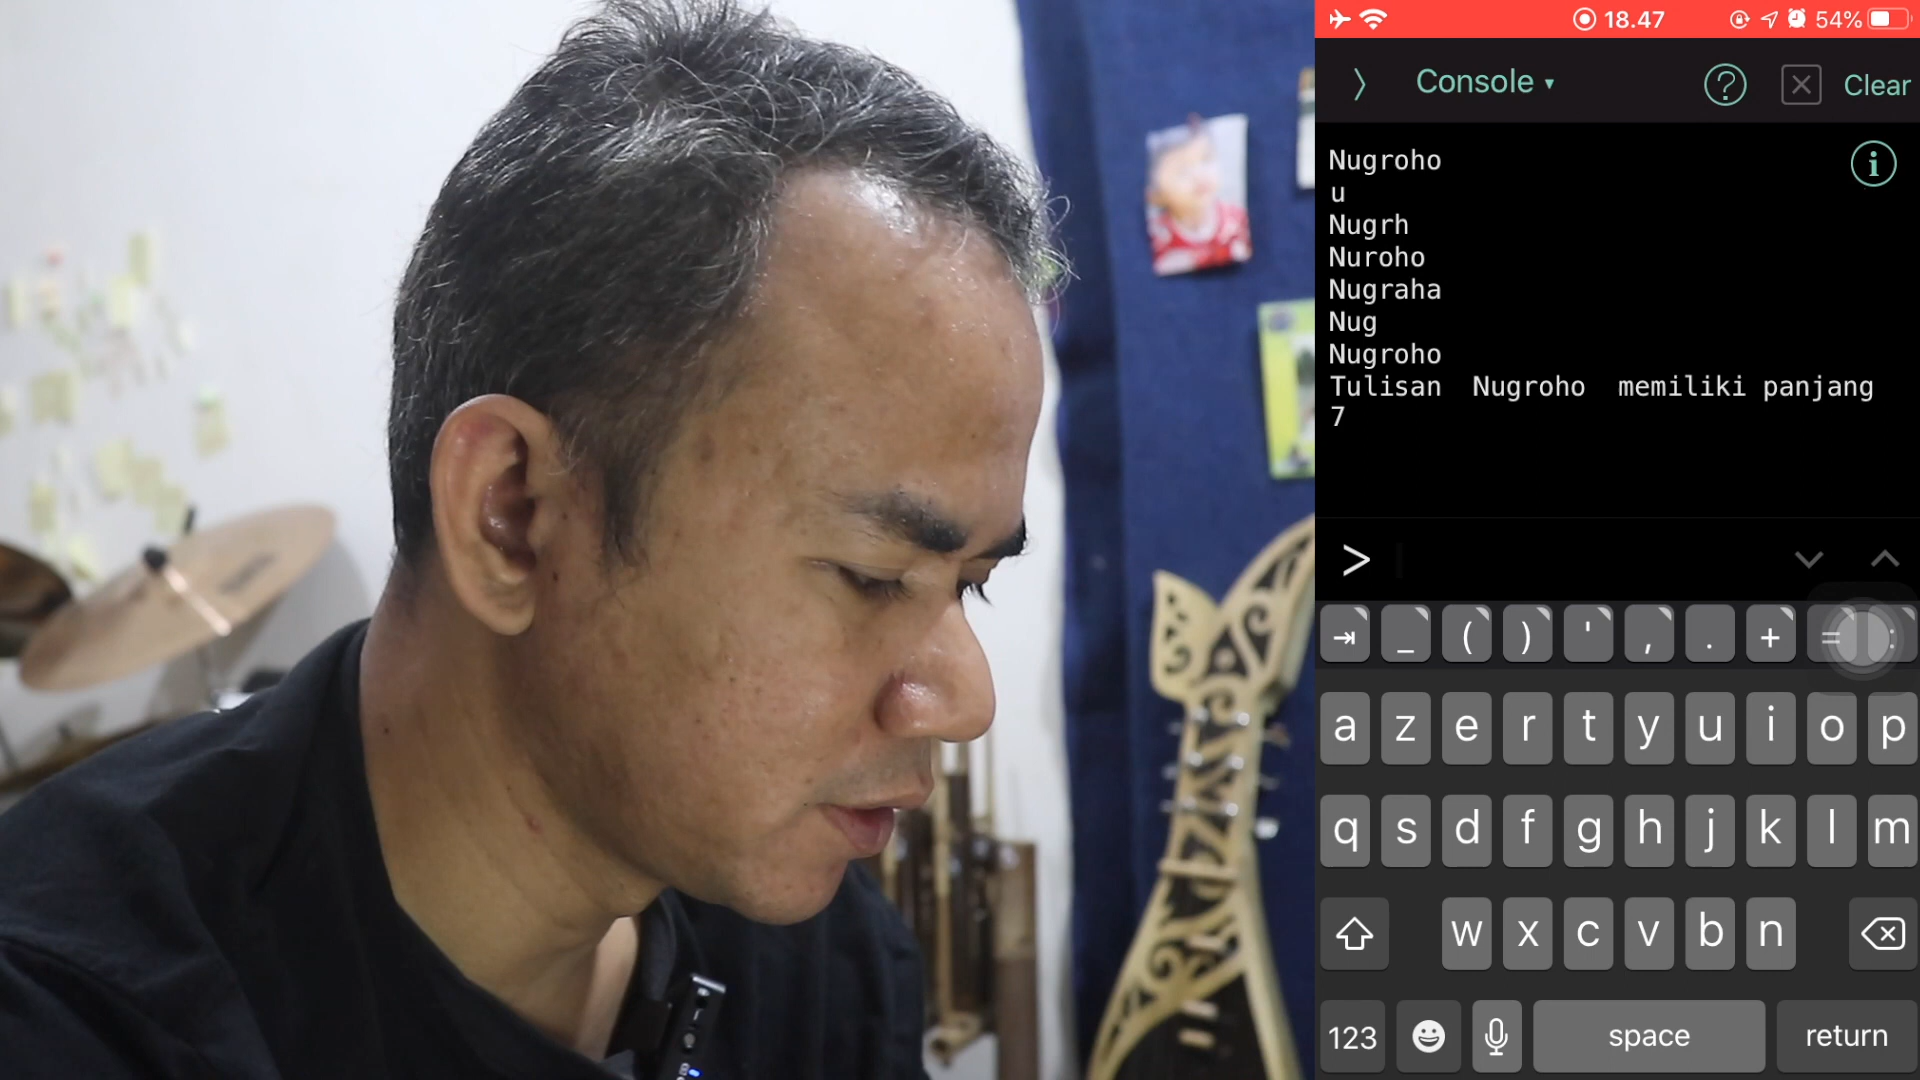 18.47
54%
Console ▾
Clear
Nugroho
u
Nugrh
Nuroho
Nugraha
Nug
Nugroho
Tulisan  Nugroho  memiliki panjang
7
>
_ ( ) ' , . + = :
a z e r t y u i o p
q s d f g h j k l m
w x c v b n
123 space return